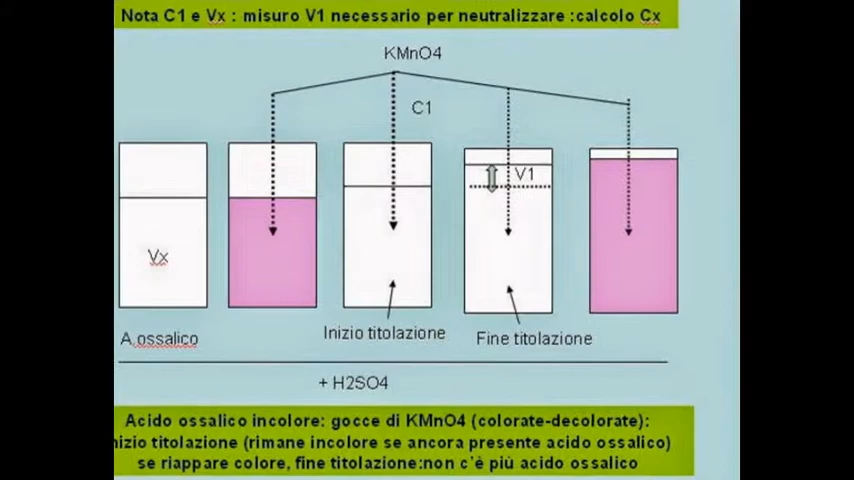 Nota C1 e Vx : misuro V1 necessario per neutralizzare :calcolo Cx
KMnO4
C1
V1
Vx
A.ossalico
Inizio titolazione
Fine titolazione
+ H2SO4
Acido ossalico incolore: gocce di KMnO4 (colorate-decolorate):
nizio titolazione (rimane incolore se ancora presente acido ossalico)
se riappare colore, fine titolazione:non c'è più acido ossalico